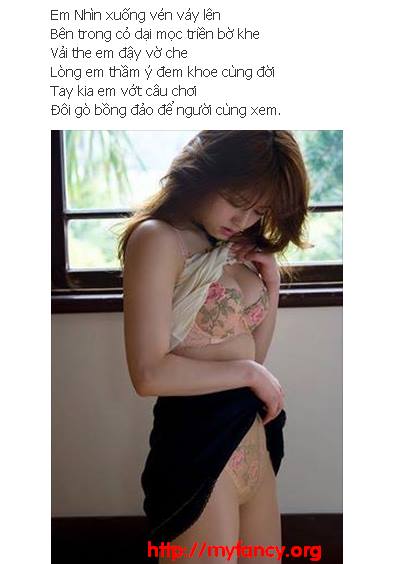 Em Nhìn xuống vén váy lên
Bên trong cỏ dại mọc triền bờ khe
Vải the em đậy vờ che
Lòng em thầm ý đem khoe cùng đời
Tay kia em vớt câu chơi
Đôi gò bồng đảo để người cùng xem.
http://myfancy.org